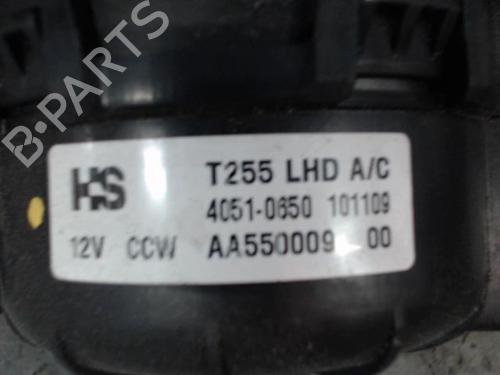 B-PARTS
HS T255 LHD A/C
4051-0650 101109
12V CCW AA550009 00